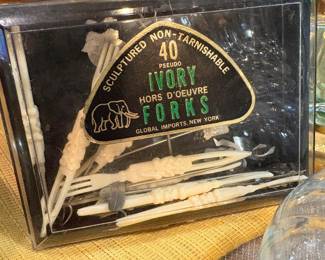 SCULPTURED NON-TARNISHABLE
40
PSEUDO
IVORY
HORS D'OEUVRE
FORKS
GLOBAL IMPORTS, NEW YORK